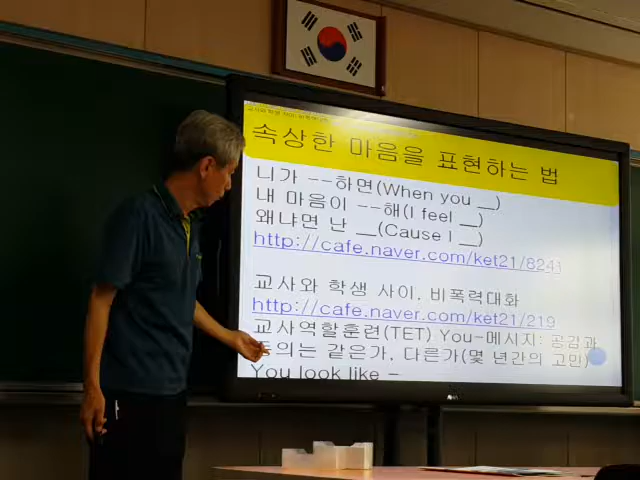 속상한 마음을 표현하는 법
니가 --하면(When you __)
내 마음이 --해(I feel __)
왜냐면 난 __(Cause I __)
http://cafe.naver.com/ket21/8241
교사와 학생 사이, 비폭력대화
http://cafe.naver.com/ket21/219
교사역할훈련(TET) You-메시지: 공감과
동의는 같은가, 다른가(몇 년간의 고민)
You look like -